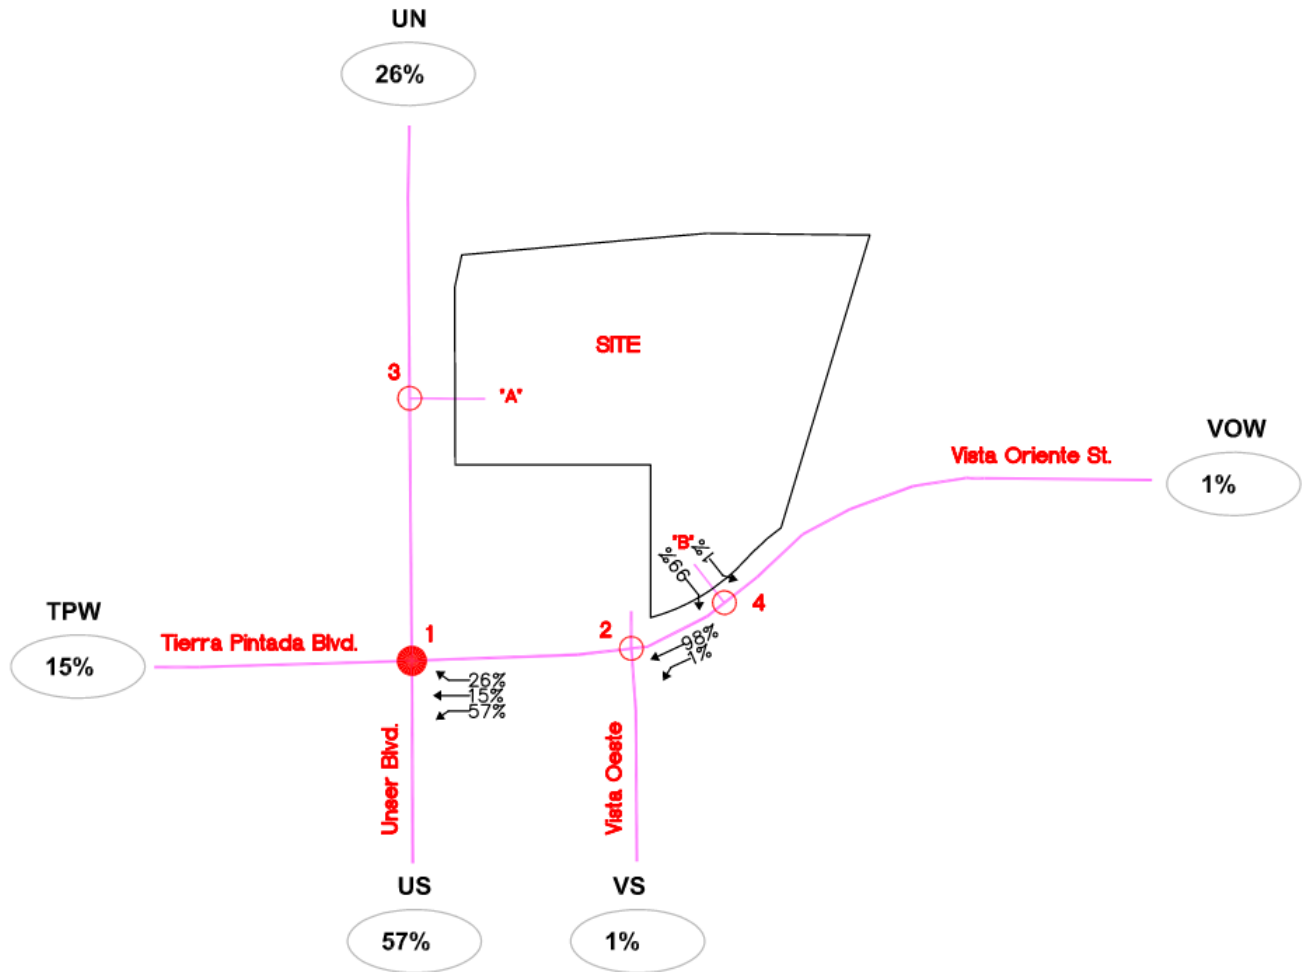 UN
26%
SITE
3
"A"
VOW
Vista Oriente St.
1%
"B"
1%
99%
4
TPW
15%
Tierra Pintada Blvd.
1
2
98%
1%
26%
15%
57%
Unser Blvd.
Vista Oeste
US
VS
57%
1%